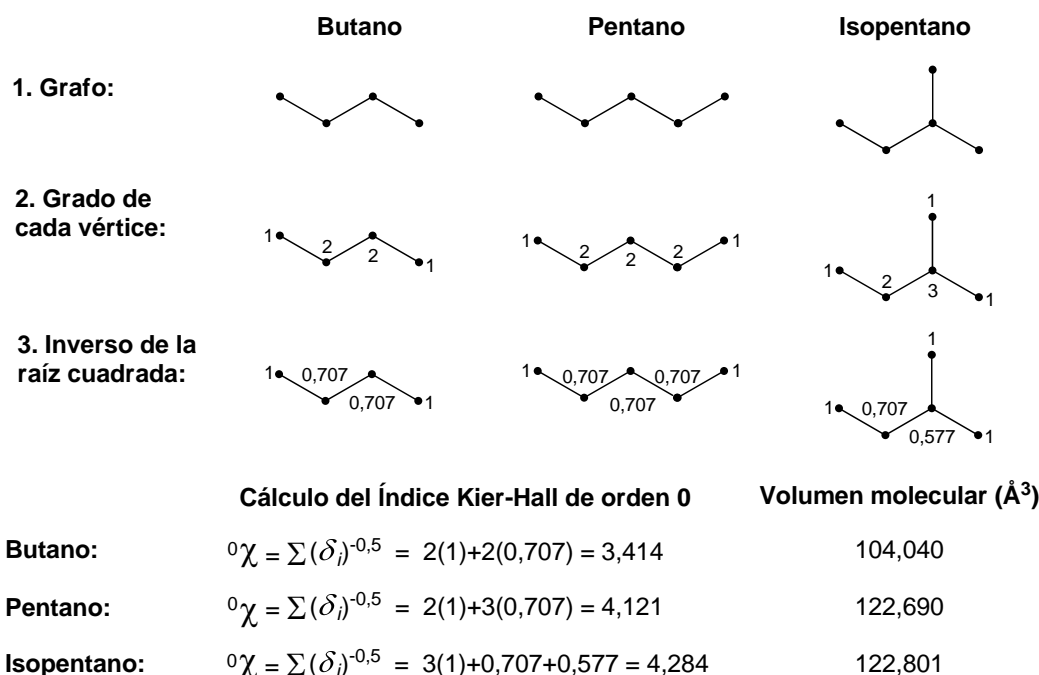 Butano Pentano Isopentano
1. Grafo:
2. Grado de
cada vértice:
1 2 2 1
1 2 2 2 1
1 2 3 1 1
3. Inverso de la
raíz cuadrada:
1 0,707 0,707 1
1 0,707 0,707 0,707 1
1 0,707 0,577 1 1
Cálculo del Índice Kier-Hall de orden 0 Volumen molecular (Å³)
Butano: ⁰χ = Σ(δᵢ)⁻⁰,⁵ = 2(1)+2(0,707) = 3,414 104,040
Pentano: ⁰χ = Σ(δᵢ)⁻⁰,⁵ = 2(1)+3(0,707) = 4,121 122,690
Isopentano: ⁰χ = Σ(δᵢ)⁻⁰,⁵ = 3(1)+0,707+0,577 = 4,284 122,801